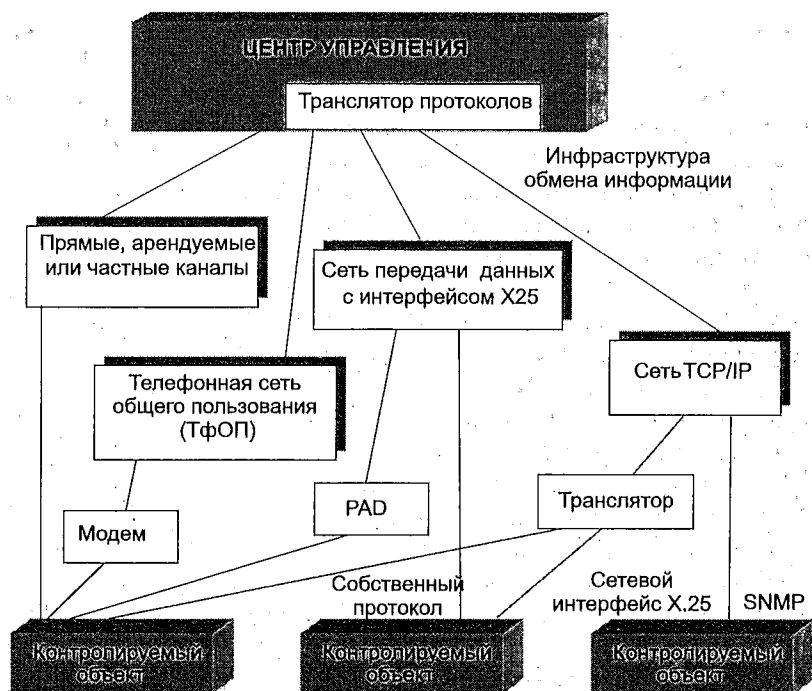 ЦЕНТР УПРАВЛЕНИЯ
Транслятор протоколов
Инфраструктура
обмена информации
Прямые, арендуемые
или частные каналы
Сеть передачи данных
с интерфейсом X25
Сеть TCP/IP
Телефонная сеть
общего пользования
(ТфОП)
PAD
Транслятор
Модем
Собственный
протокол
Сетевой
интерфейс X.25
SNMP
Контролируемый
объект
Контролируемый
объект
Контролируемый
объект